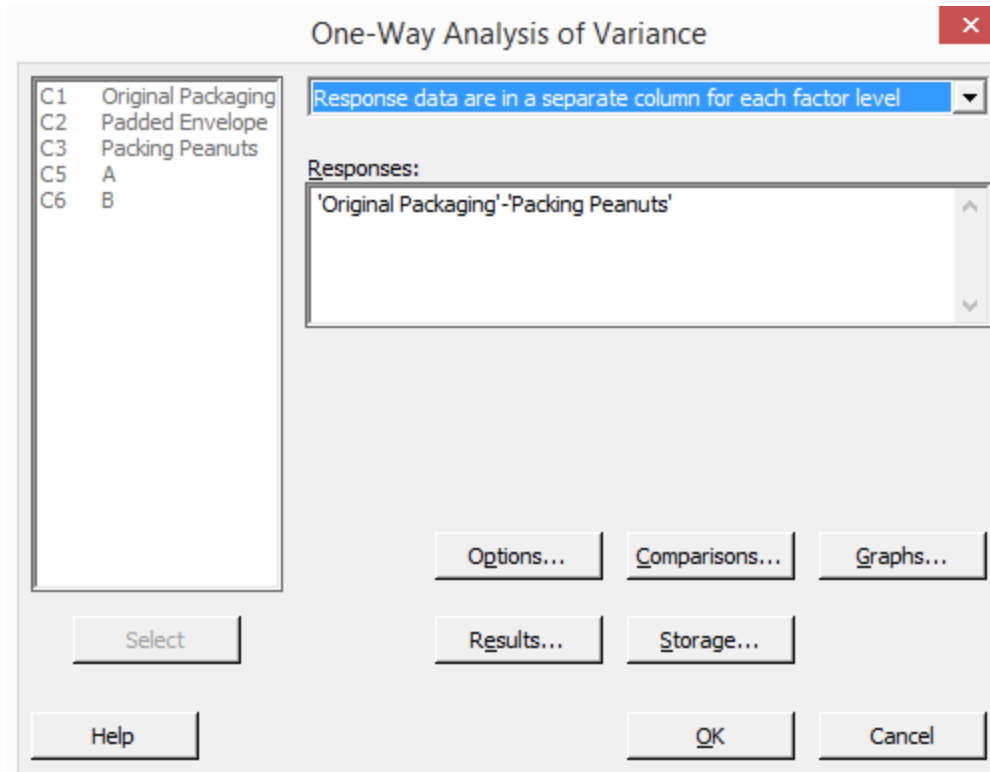 One-Way Analysis of Variance
C1 Original Packaging
C2 Padded Envelope
C3 Packing Peanuts
C5 A
C6 B
Response data are in a separate column for each factor level
Responses:
'Original Packaging'-'Packing Peanuts'
Options... Comparisons... Graphs...
Select Results... Storage...
Help OK Cancel